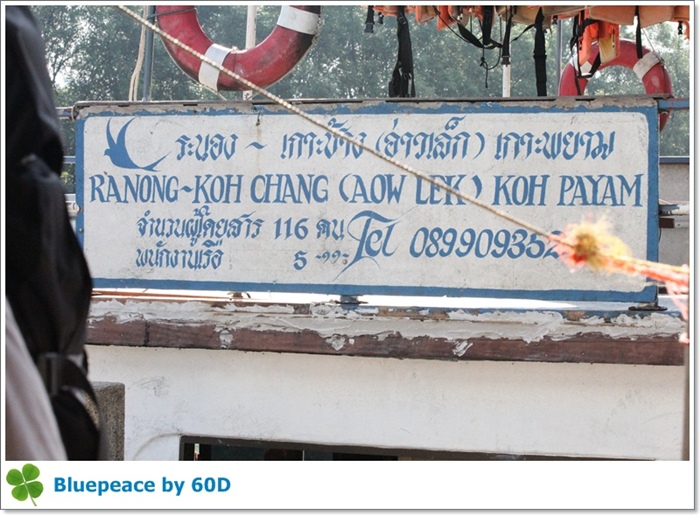 ระนอง ~ เกาะช้าง (อ่าวเล็ก) เกาะพยาม
RANONG~KOH CHANG (AOW LEK) KOH PAYAM
จำนวนผู้โดยสาร 116 คน
พนักงานเรือ 5 -"-
Tel 089909352
Bluepeace by 60D